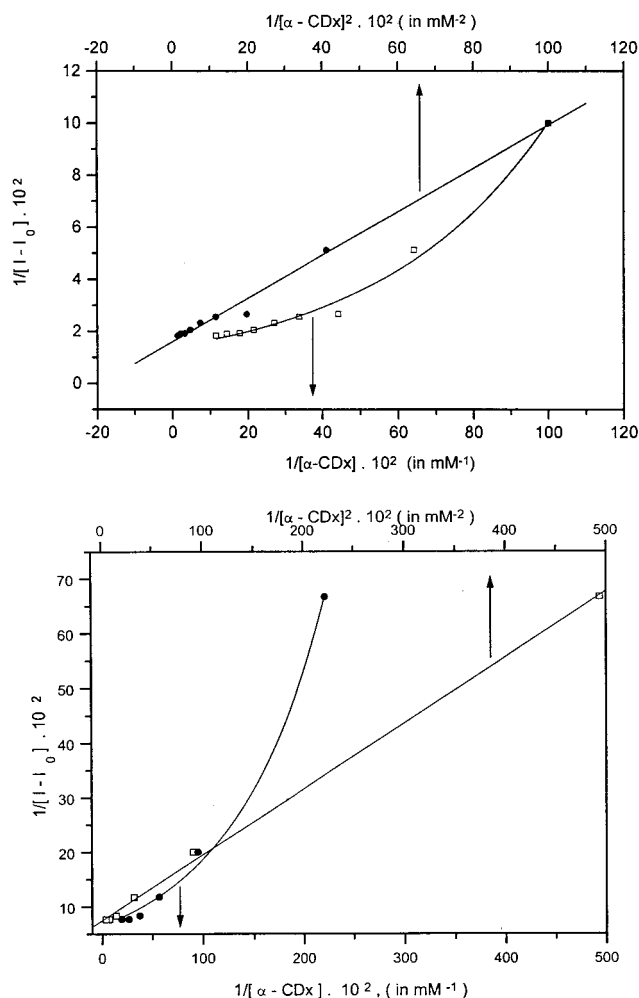 1/[α - CDx]² . 10² ( in mM⁻²)
-20 0 20 40 60 80 100 120
12
10
8
6
4
2
0
1/[I - I₀] . 10²
-20 0 20 40 60 80 100 120
1/[α-CDx] . 10² (in mM⁻¹)
1/[α - CDx]² . 10² ( in mM⁻²)
0 100 200 300 400 500
70
60
50
40
30
20
10
1/[I - I₀] . 10²
0 100 200 300 400 500
1/[ α - CDx ] . 10² , ( in mM⁻¹ )